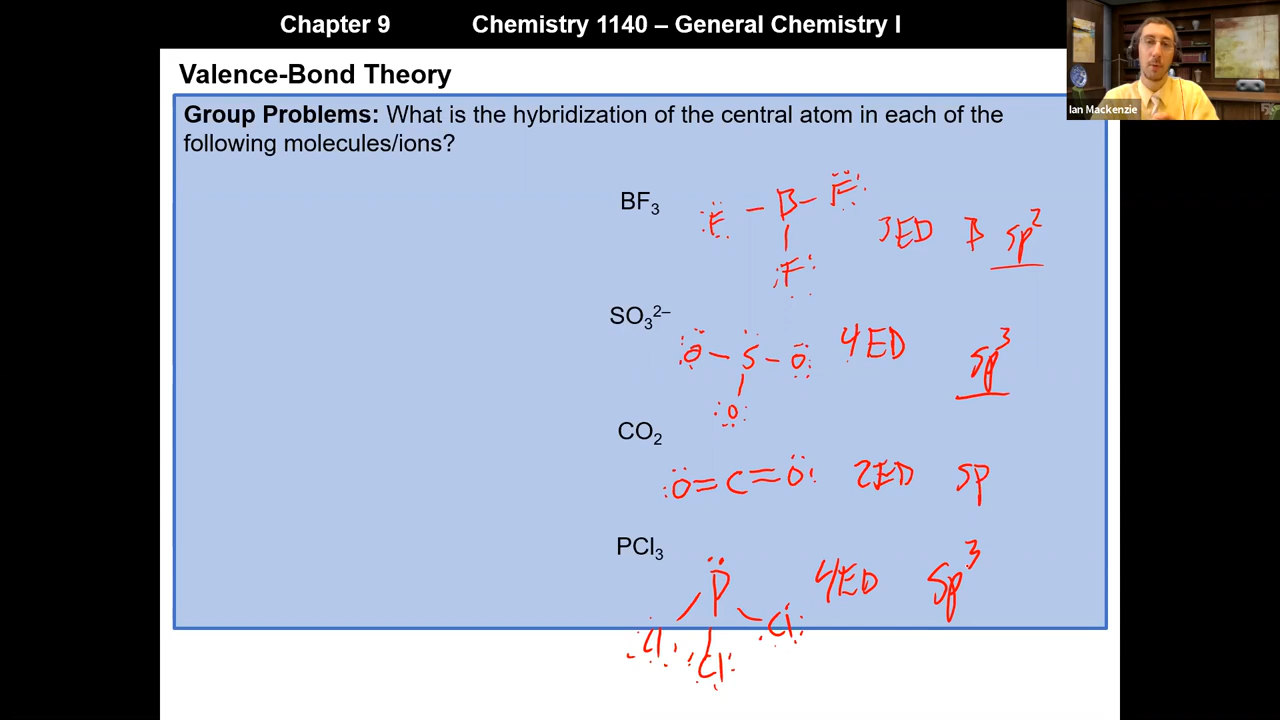 Chapter 9 Chemistry 1140 – General Chemistry I
Ian Mackenzie
Valence-Bond Theory
Group Problems: What is the hybridization of the central atom in each of the
following molecules/ions?
BF₃
F – B – F 3ED B sp²
F
SO₃²⁻
O – S – O 4ED sp³
O
CO₂
O = C = O 2ED sp
PCl₃
P 4ED sp³
Cl Cl Cl